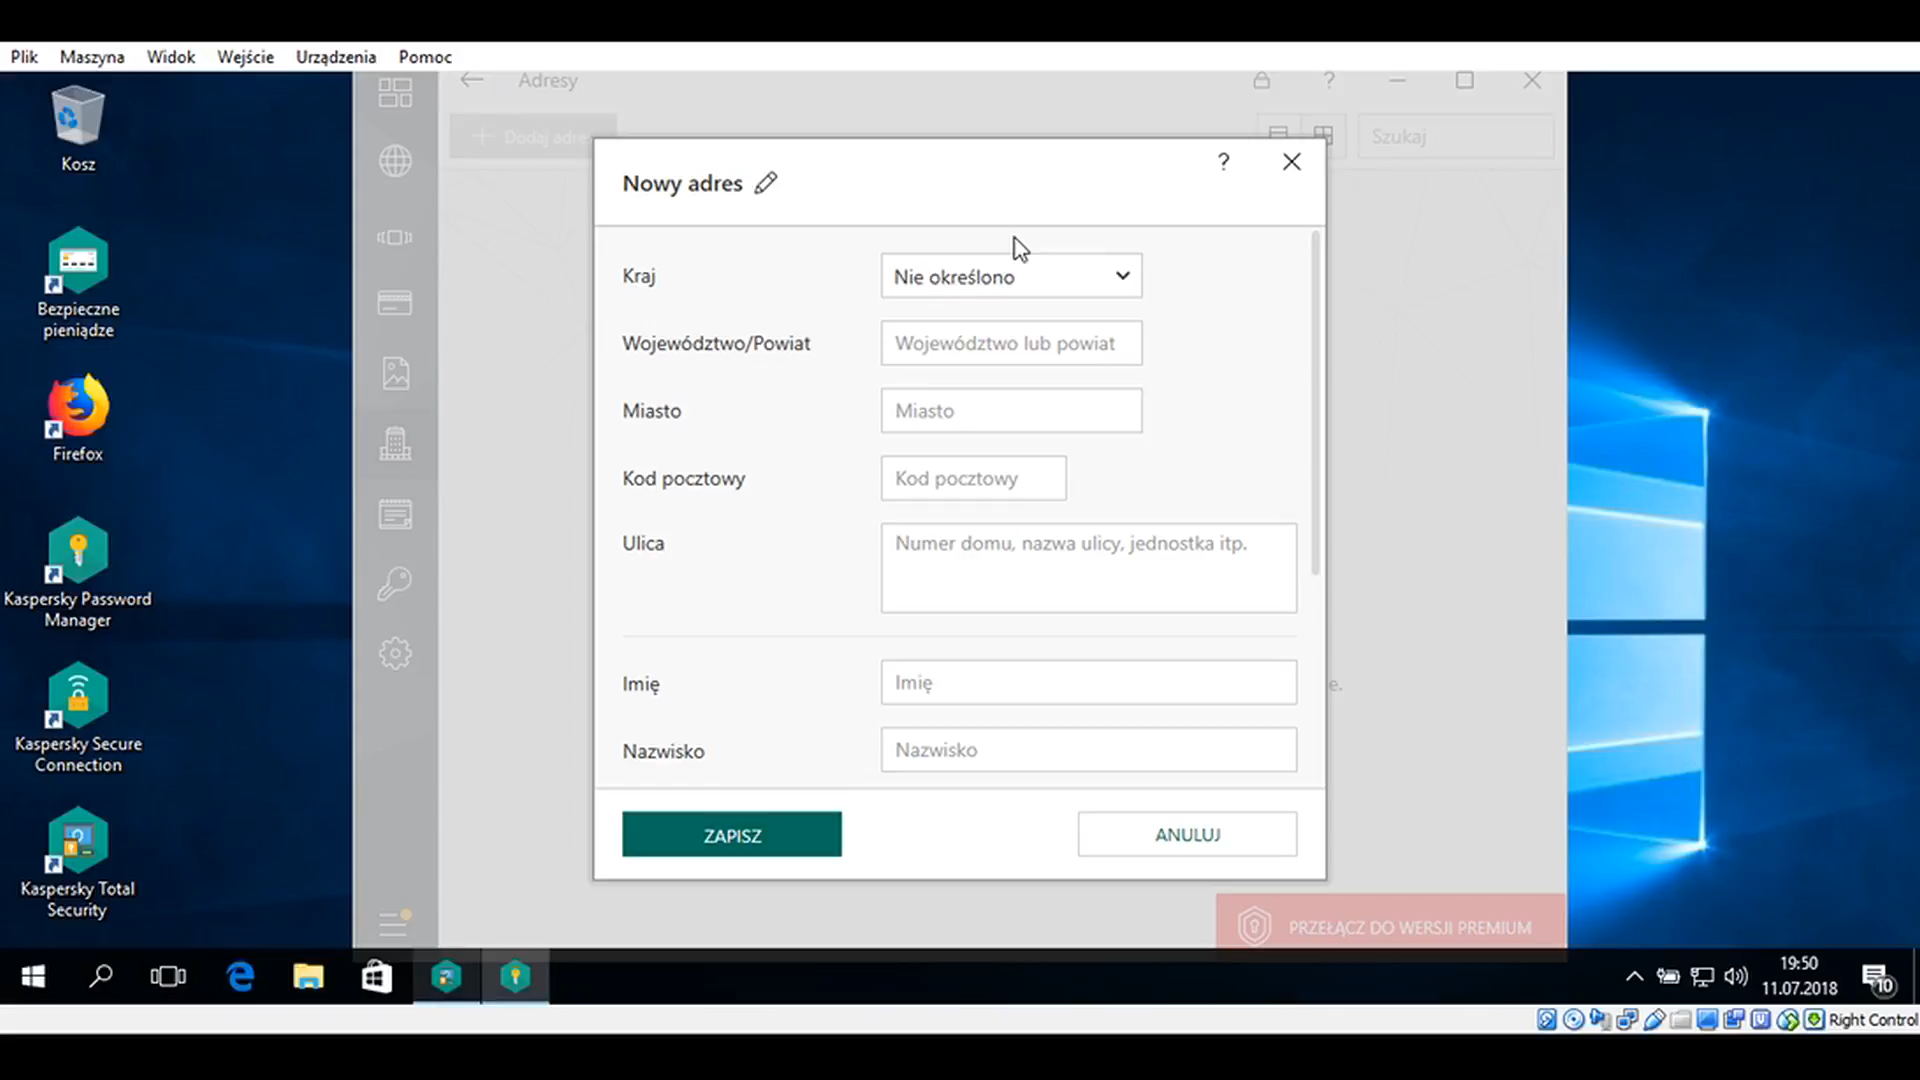 Plik Maszyna Widok Wejście Urządzenia Pomoc
Adresy
?
Dodaj adre
Szukaj
Kosz
Bezpieczne
pieniądze
Firefox
Kaspersky Password
Manager
Kaspersky Secure
Connection
Kaspersky Total
Security
Nowy adres
?
Kraj
Nie określono
Województwo/Powiat
Województwo lub powiat
Miasto
Miasto
Kod pocztowy
Kod pocztowy
Ulica
Numer domu, nazwa ulicy, jednostka itp.
Imię
Imię
e.
Nazwisko
Nazwisko
ZAPISZ
ANULUJ
PRZEŁĄCZ DO WERSJI PREMIUM
19:50
11.07.2018
10
Right Control